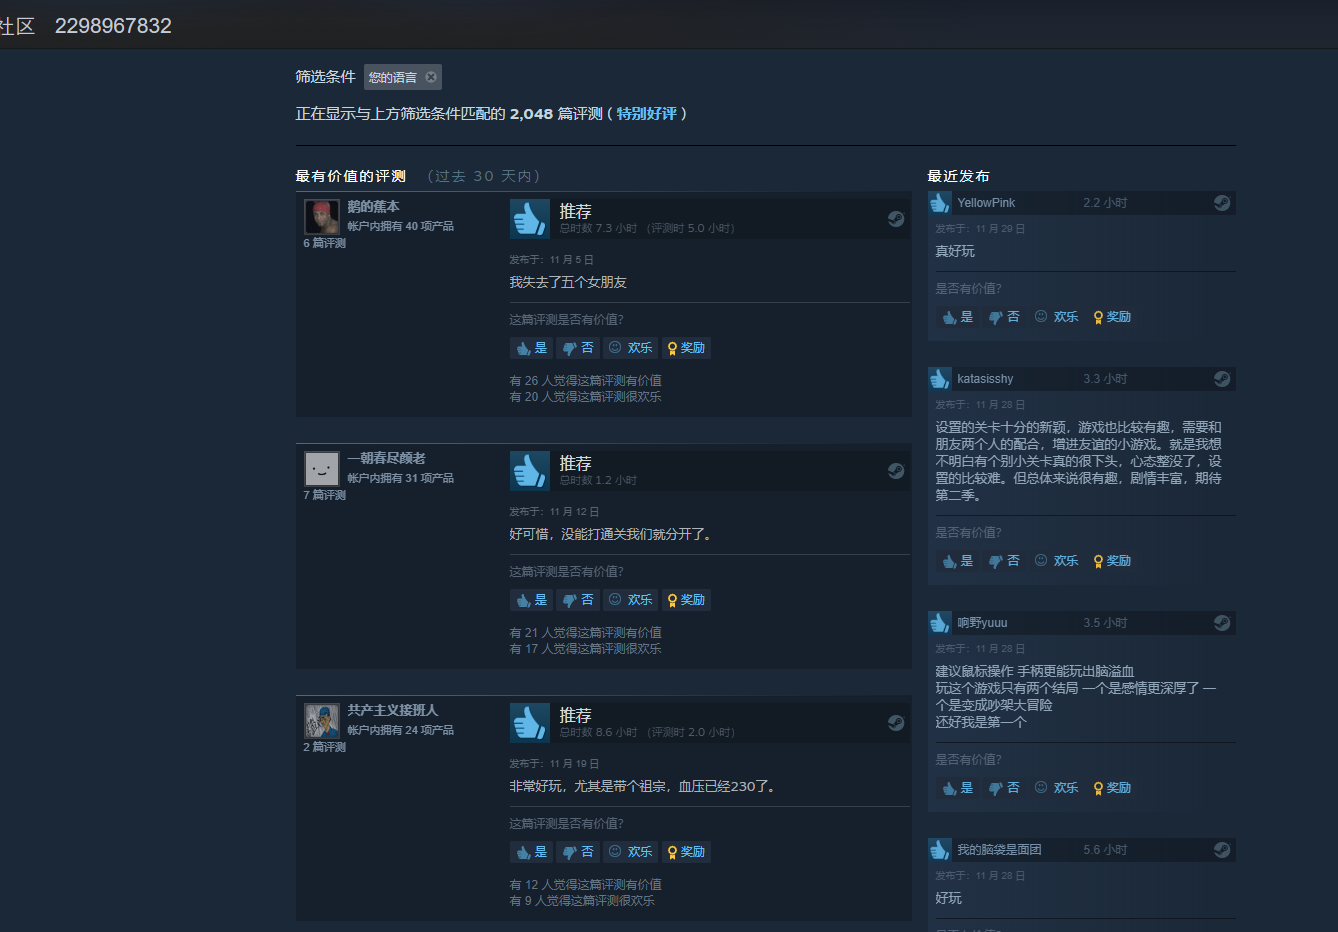 社区 2298967832
筛选条件 您的语言
正在显示与上方筛选条件匹配的 2,048 篇评测 ( 特别好评 )
最有价值的评测 （过去 30 天内）
鹅的蕉本
帐户内拥有 40 项产品
6 篇评测
推荐
总时数 7.3 小时 （评测时 5.0 小时）
发布于：11 月 5 日
我失去了五个女朋友
这篇评测是否有价值？
是 否 欢乐 奖励
有 26 人觉得这篇评测有价值
有 20 人觉得这篇评测很欢乐
一朝春尽颜老
帐户内拥有 31 项产品
7 篇评测
推荐
总时数 1.2 小时
发布于：11 月 12 日
好可惜，没能打通关我们就分开了。
这篇评测是否有价值？
是 否 欢乐 奖励
有 21 人觉得这篇评测有价值
有 17 人觉得这篇评测很欢乐
共产主义接班人
帐户内拥有 24 项产品
2 篇评测
推荐
总时数 8.6 小时 （评测时 2.0 小时）
发布于：11 月 19 日
非常好玩，尤其是带个祖宗，血压已经230了。
这篇评测是否有价值？
是 否 欢乐 奖励
有 12 人觉得这篇评测有价值
有 9 人觉得这篇评测很欢乐
最近发布
YellowPink 2.2 小时
发布于：11 月 29 日
真好玩
是否有价值？
是 否 欢乐 奖励
katasisshy 3.3 小时
发布于：11 月 28 日
设置的关卡十分的新颖，游戏也比较有趣，需要和
朋友两个人的配合，增进友谊的小游戏。就是我想
不明白有个别小关卡真的很下头，心态整没了，设
置的比较难。但总体来说很有趣，剧情丰富，期待
第二季。
是否有价值？
是 否 欢乐 奖励
响野yuuu 3.5 小时
发布于：11 月 28 日
建议鼠标操作 手柄更能玩出脑溢血
玩这个游戏只有两个结局 一个是感情更深厚了 一
个是变成吵架大冒险
还好我是第一个
是否有价值？
是 否 欢乐 奖励
我的脑袋是面团 5.6 小时
发布于：11 月 28 日
好玩